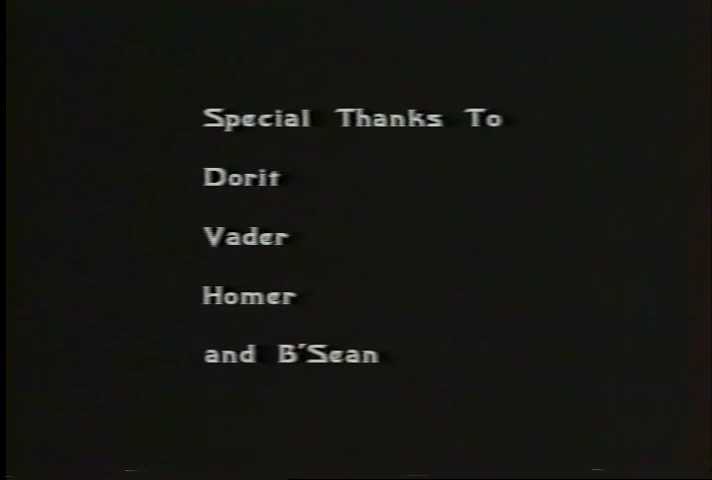 Special Thanks To
Dorit
Vader
Homer
and B'Sean